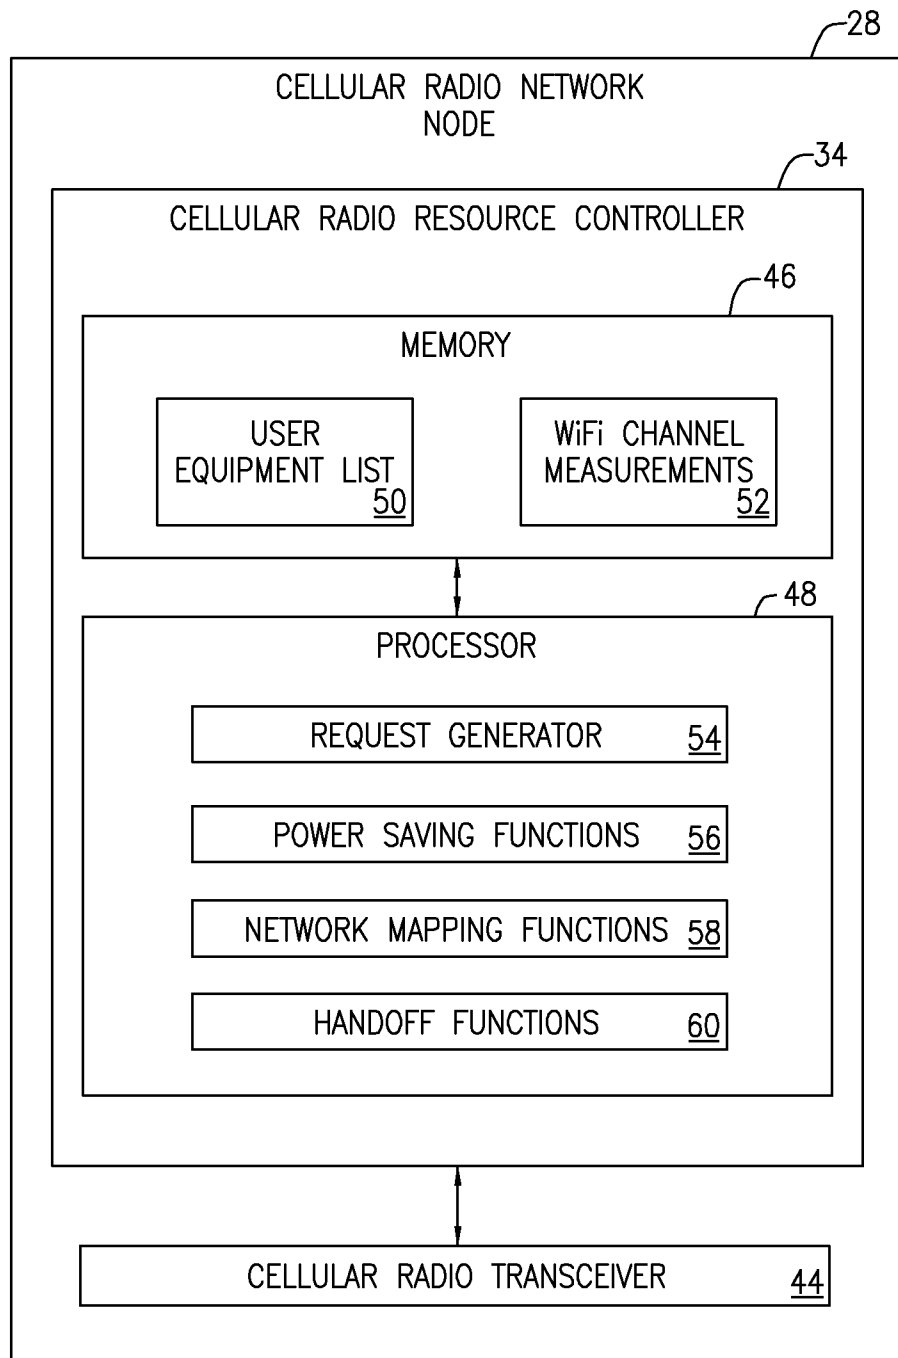 28
CELLULAR RADIO NETWORK
NODE
34
CELLULAR RADIO RESOURCE CONTROLLER
46
MEMORY
USER
EQUIPMENT LIST
50
WiFi CHANNEL
MEASUREMENTS
52
48
PROCESSOR
REQUEST GENERATOR 54
POWER SAVING FUNCTIONS 56
NETWORK MAPPING FUNCTIONS 58
HANDOFF FUNCTIONS 60
CELLULAR RADIO TRANSCEIVER 44